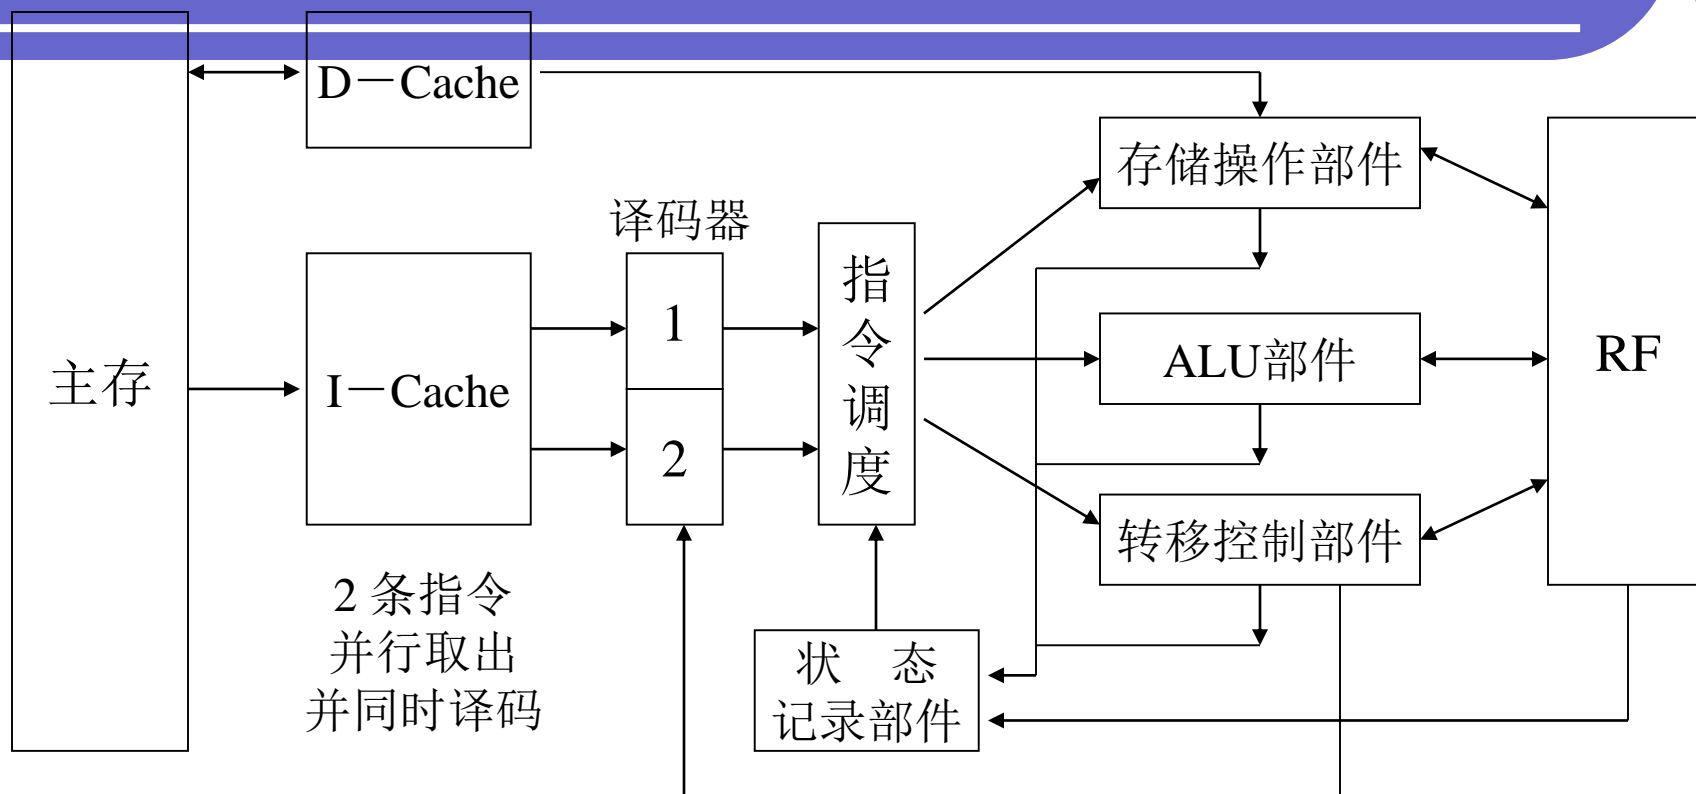 D－Cache
存储操作部件
译码器
主存
I－Cache
1
2
指
令
调
度
ALU部件
RF
转移控制部件
2 条指令
并行取出
并同时译码
状 态
记录部件